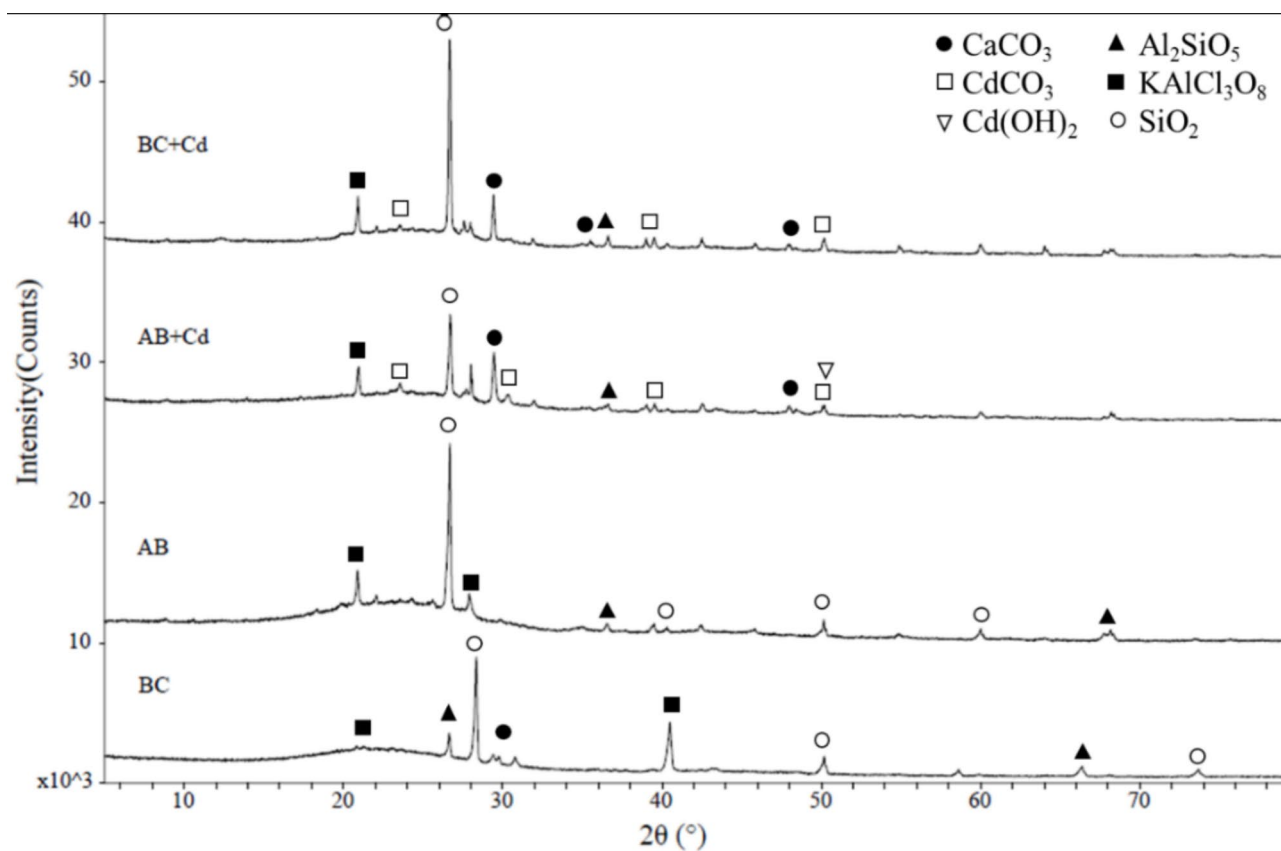 ● CaCO₃ ▲ Al₂SiO₅
□ CdCO₃ ■ KAlCl₃O₈
▽ Cd(OH)₂ ○ SiO₂
50
BC+Cd
40
AB+Cd
30
20
AB
10
BC
x10^3
10 20 30 40 50 60 70
2θ (°)
Intensity(Counts)